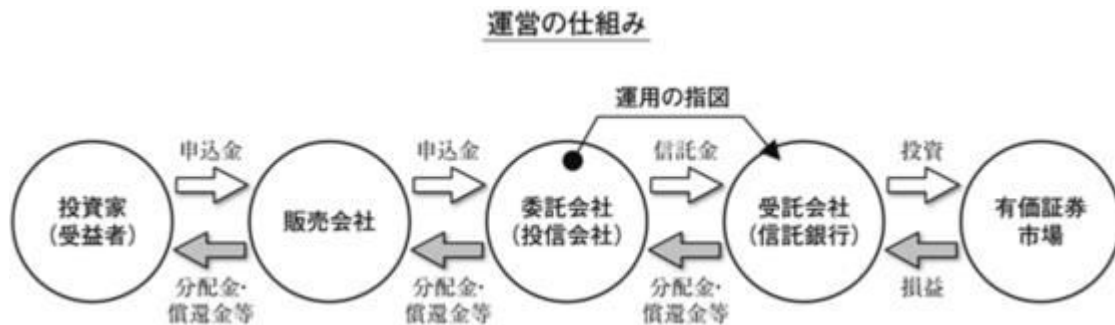 運営の仕組み
運用の指図
申込金
申込金
信託金
投資
投資家
(受益者)
販売会社
委託会社
(投信会社)
受託会社
(信託銀行)
有価証券
市場
分配金・
償還金等
分配金・
償還金等
分配金・
償還金等
損益